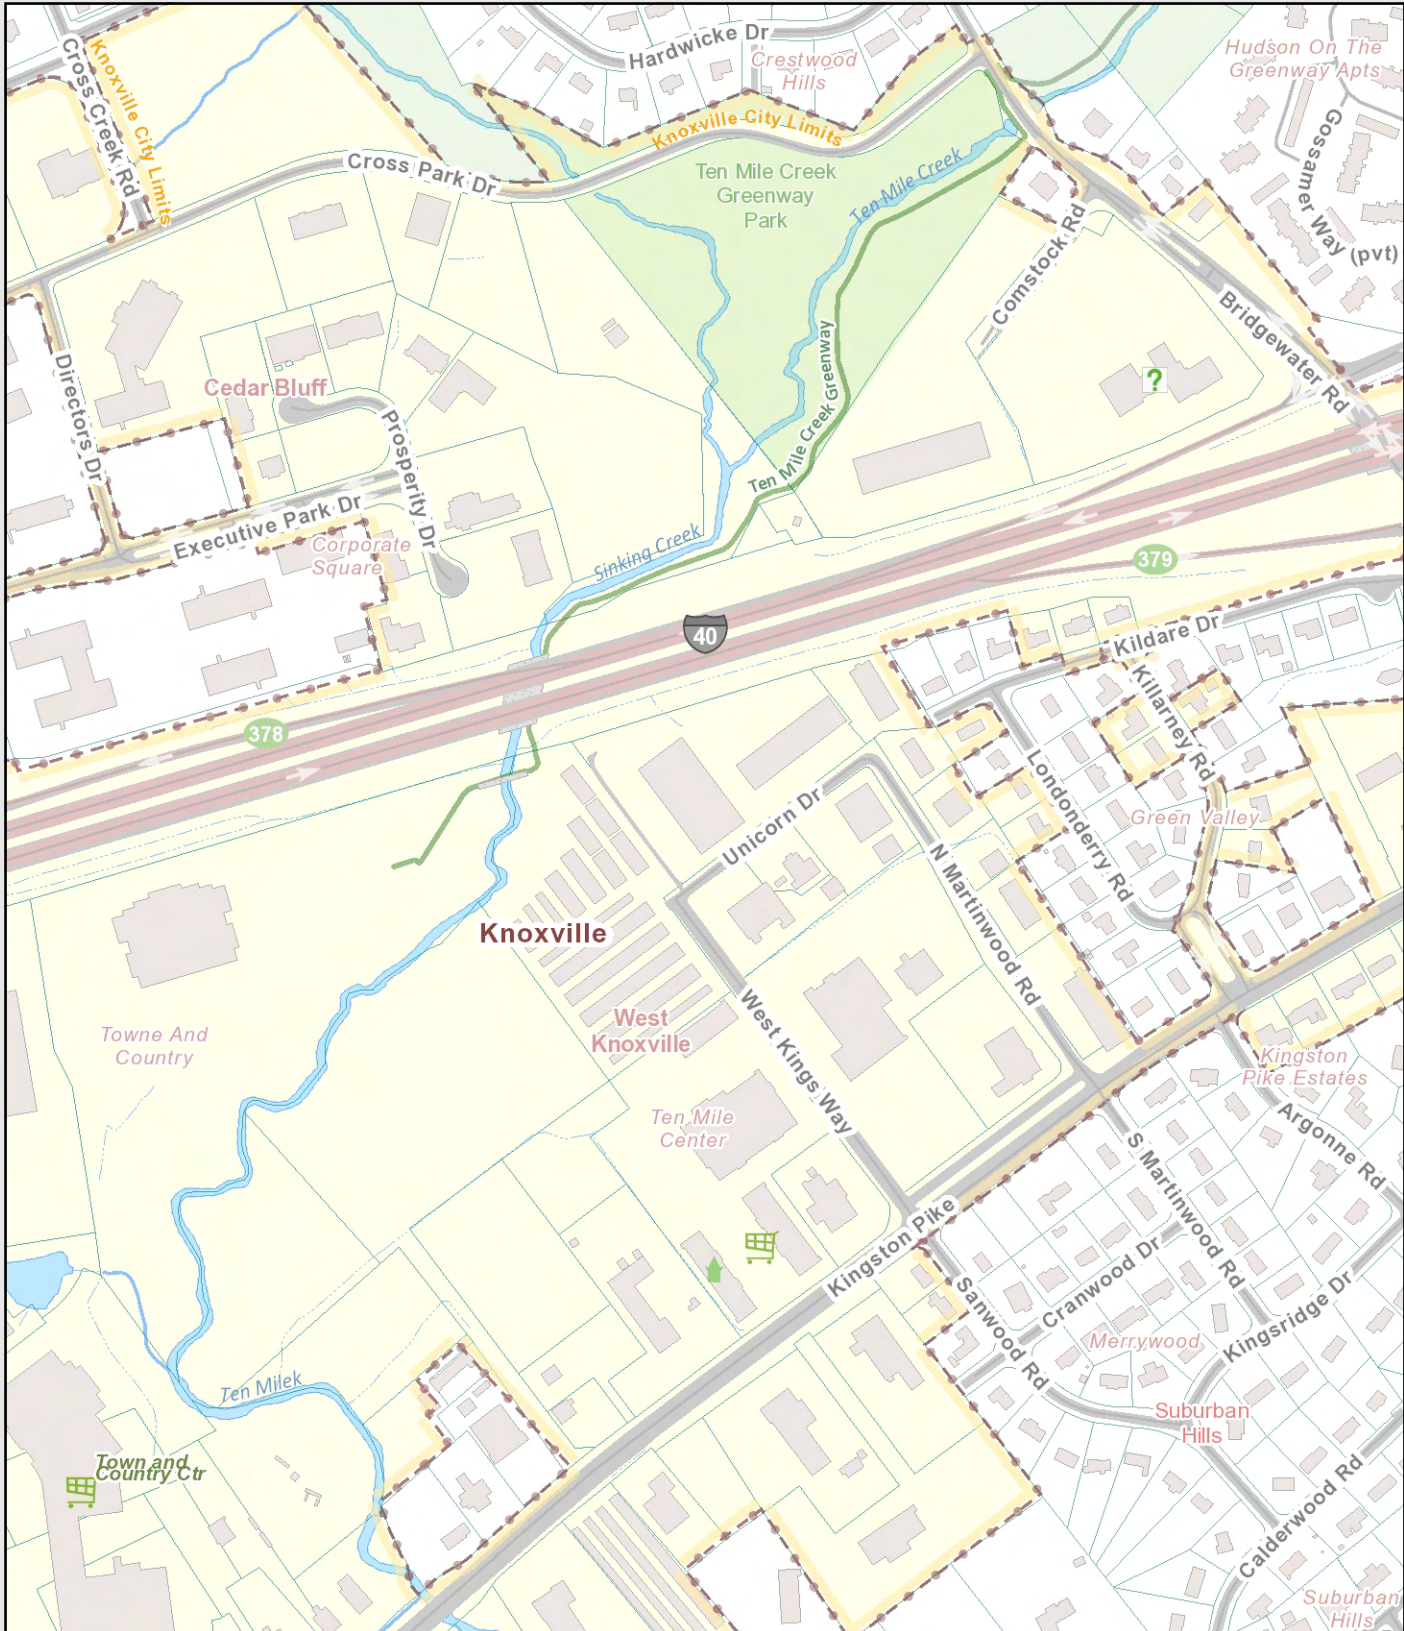 Hardwicke Dr
Crestwood
Hills
Hudson On The
Greenway Apts
Cross Creek Rd
Knoxville City Limits
Knoxville City Limits
Gossamer Way (pvt)
Cross Park Dr
Ten Mile Creek
Greenway
Park
Ten Mile Creek
Comstock Rd
Bridgewater Rd
Directors Dr
Cedar Bluff
Prosperity Dr
Ten Mile Creek Greenway
?
Executive Park Dr
Corporate
Square
Sinking Creek
379
40
378
Kildare Dr
Killarney Rd
Londonderry Rd
Green Valley
Unicorn Dr
N Martinwood Rd
Knoxville
West
Knoxville
West Kings Way
Towne And
Country
Kingston
Pike Estates
Ten Mile
Center
Argonne Rd
S Martinwood Rd
Kingston Pike
Sanwood Rd
Cranwood Dr
Kingsridge Dr
Merrywood
Ten Milek
Suburban
Hills
Town and
Country Ctr
Calderwood Rd
Suburban
Hills